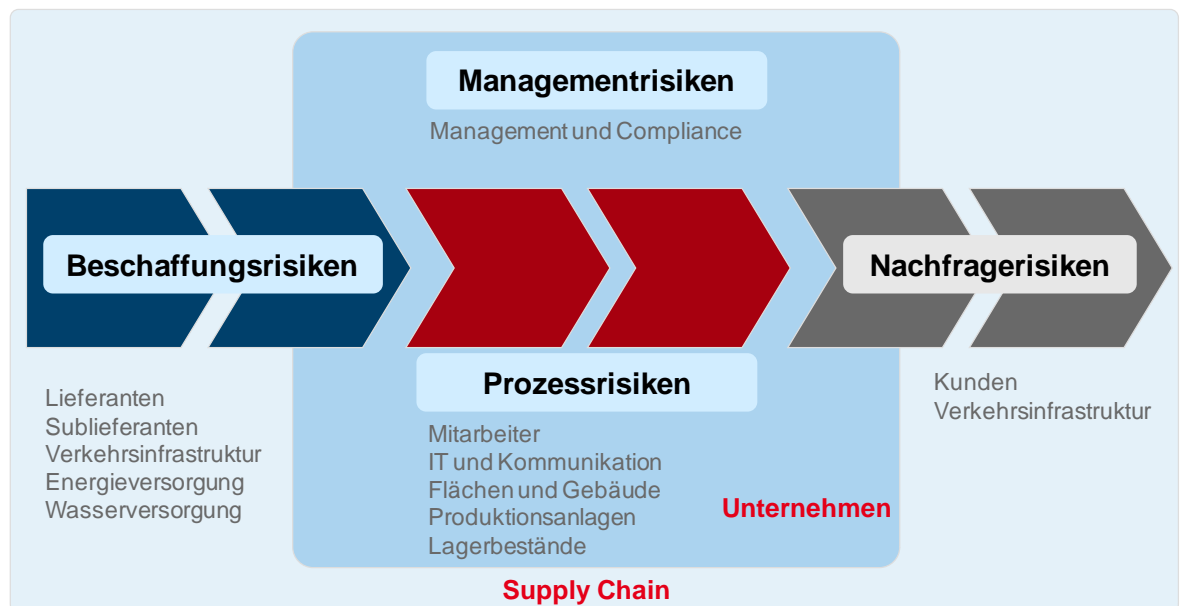 Managementrisiken
Management und Compliance
Beschaffungsrisiken
Nachfragerisiken
Lieferanten
Sublieferanten
Verkehrsinfrastruktur
Energieversorgung
Wasserversorgung
Prozessrisiken
Mitarbeiter
IT und Kommunikation
Flächen und Gebäude
Produktionsanlagen
Lagerbestände
Kunden
Verkehrsinfrastruktur
Unternehmen
Supply Chain